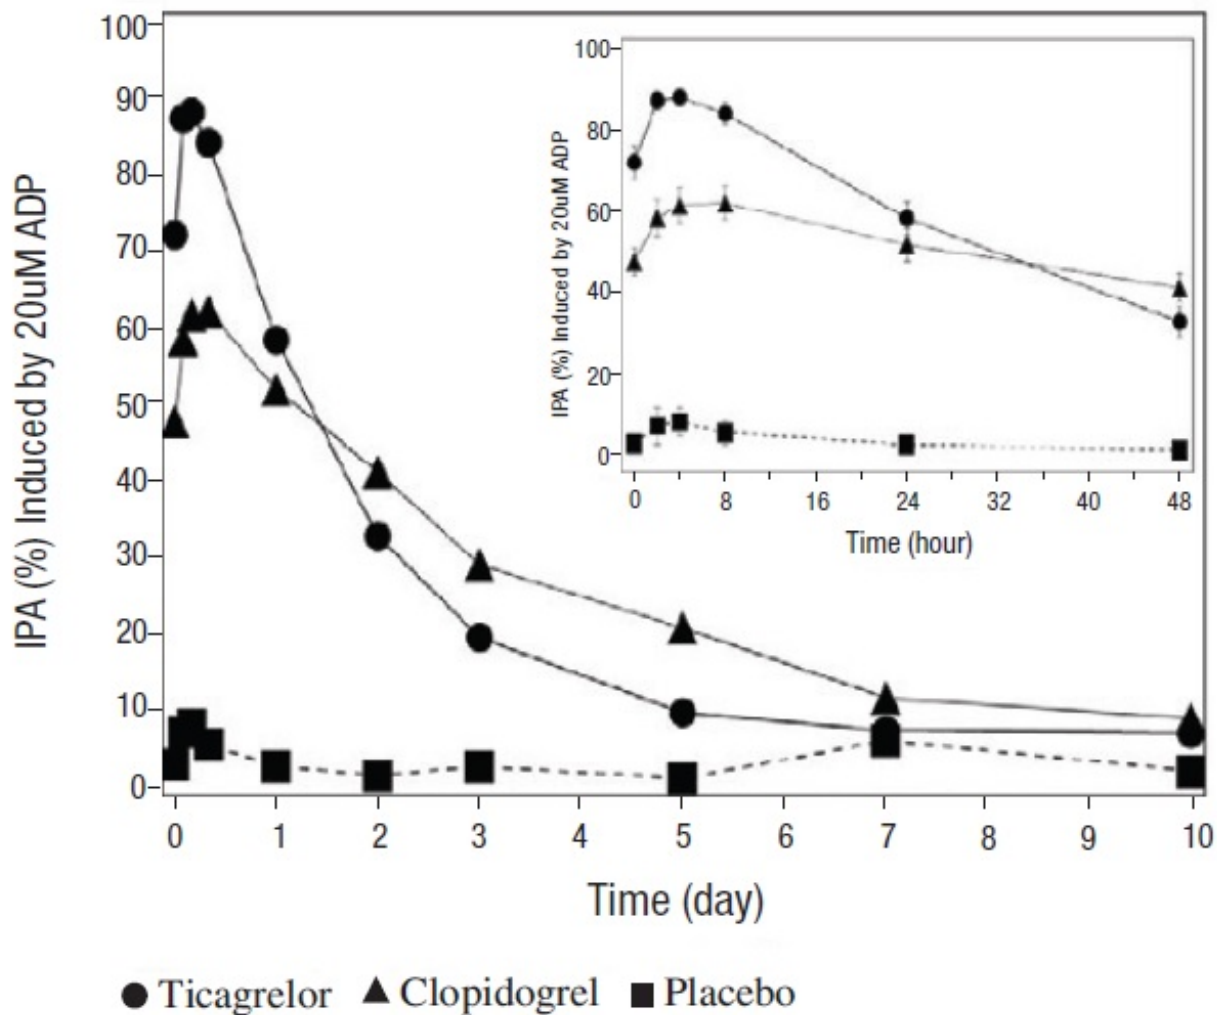 IPA (%) Induced by 20uM ADP
100
90
80
70
60
50
40
30
20
10
0
0 1 2 3 4 5 6 7 8 9 10
Time (day)
IPA (%) Induced by 20uM ADP
100
80
60
40
20
0
0 8 16 24 32 40 48
Time (hour)
Ticagrelor Clopidogrel Placebo